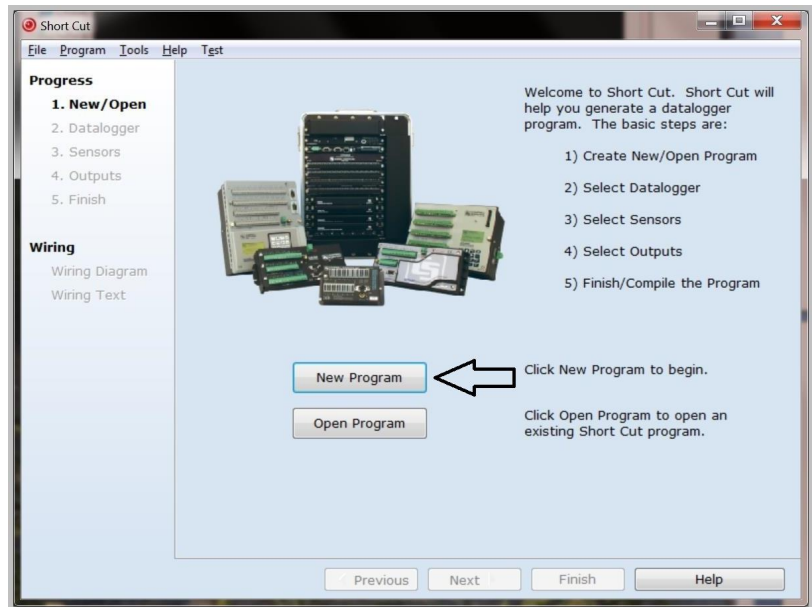 Short Cut
File Program Tools Help Test
Progress
1. New/Open
2. Datalogger
3. Sensors
4. Outputs
5. Finish
Wiring
Wiring Diagram
Wiring Text
Welcome to Short Cut. Short Cut will
help you generate a datalogger
program. The basic steps are:
1) Create New/Open Program
2) Select Datalogger
3) Select Sensors
4) Select Outputs
5) Finish/Compile the Program
New Program
Click New Program to begin.
Open Program
Click Open Program to open an
existing Short Cut program.
Previous Next Finish Help